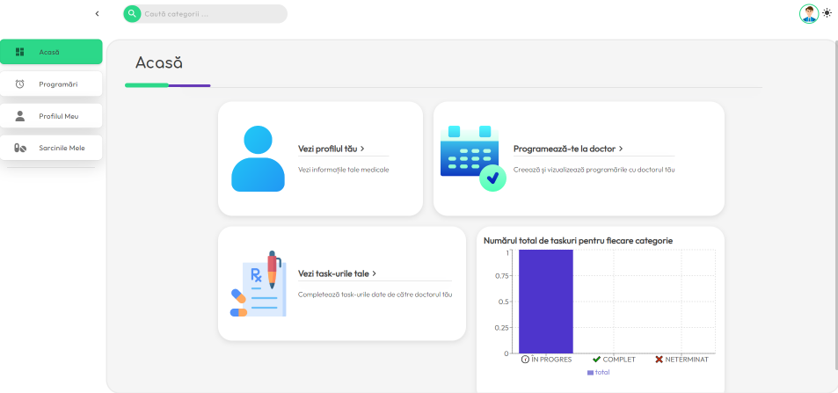 Caută categorii ...
Acasă
Programări
Profilul Meu
Sarcinile Mele
Acasă
Vezi profilul tău >
Vezi informațiile tale medicale
Programează-te la doctor >
Creează și vizualizează programările cu doctorul tău
Rx
Vezi task-urile tale >
Completează task-urile date de către doctorul tău
Numărul total de taskuri pentru fiecare categorie
1
0.75
0.5
0.25
0
ÎN PROGRES
COMPLET
NETERMINAT
total